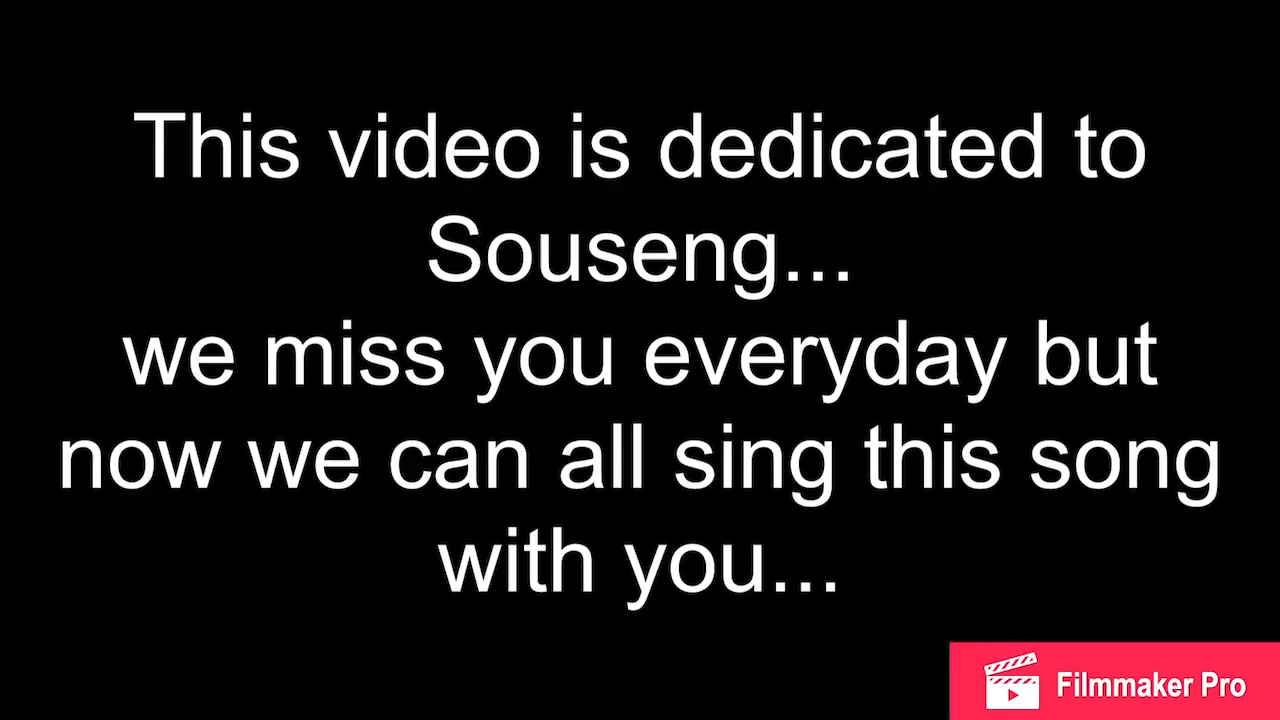 This video is dedicated to
Souseng...
we miss you everyday but
now we can all sing this song
with you...
Filmmaker Pro